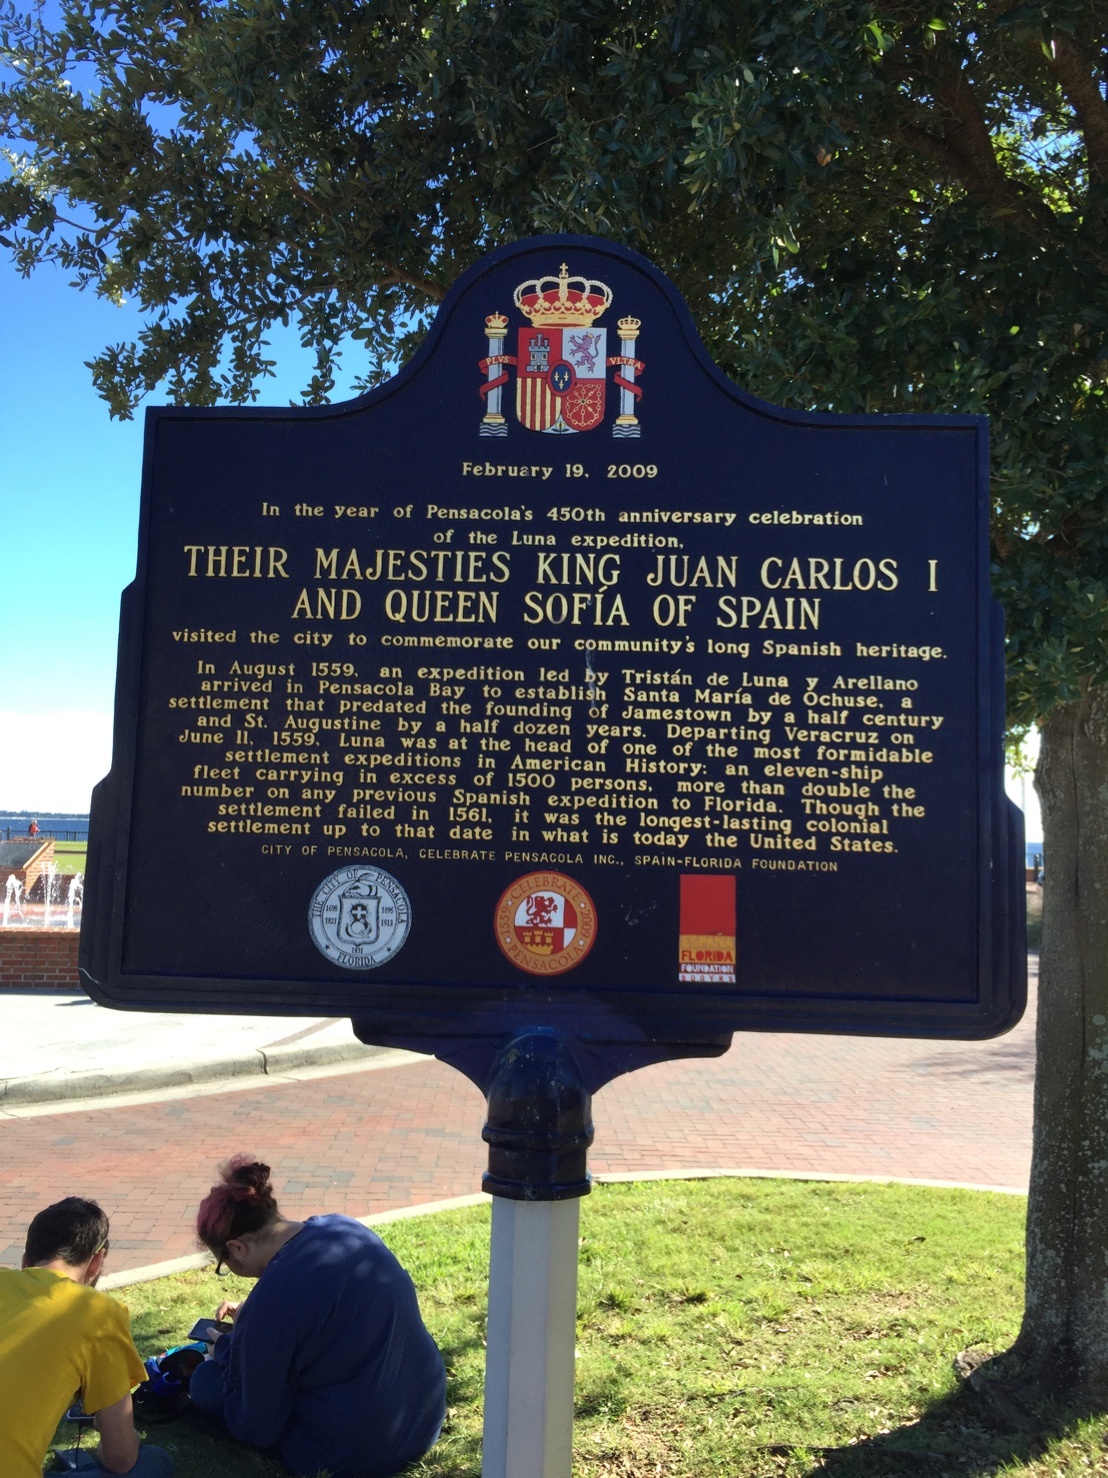 PLVS VLTRA
February 19, 2009
In the year of Pensacola's 450th anniversary celebration
of the Luna expedition,
THEIR MAJESTIES KING JUAN CARLOS I
AND QUEEN SOFÍA OF SPAIN
visited the city to commemorate our community's long Spanish heritage.
In August 1559, an expedition led by Tristán de Luna y Arellano
arrived in Pensacola Bay to establish Santa María de Ochuse, a
settlement that predated the founding of Jamestown by a half century
and St. Augustine by a half dozen years. Departing Veracruz on
June 11, 1559, Luna was at the head of one of the most formidable
settlement expeditions in American History: an eleven-ship
fleet carrying in excess of 1500 persons, more than double the
number on any previous Spanish expedition to Florida. Though the
settlement failed in 1561, it was the longest-lasting colonial
settlement up to that date in what is today the United States.
CITY OF PENSACOLA, CELEBRATE PENSACOLA INC., SPAIN-FLORIDA FOUNDATION
THE CITY OF PENSACOLA
1821
1913
1931
FLORIDA
CELEBRATE
1559 2009
PENSACOLA
ESPAÑA
FLORIDA
FOUNDATION